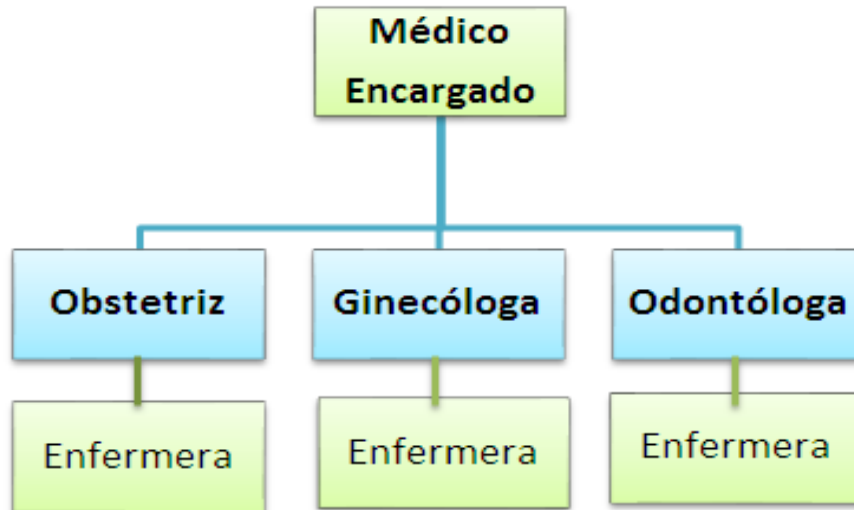 Médico
Encargado
Obstetriz
Ginecóloga
Odontóloga
Enfermera
Enfermera
Enfermera